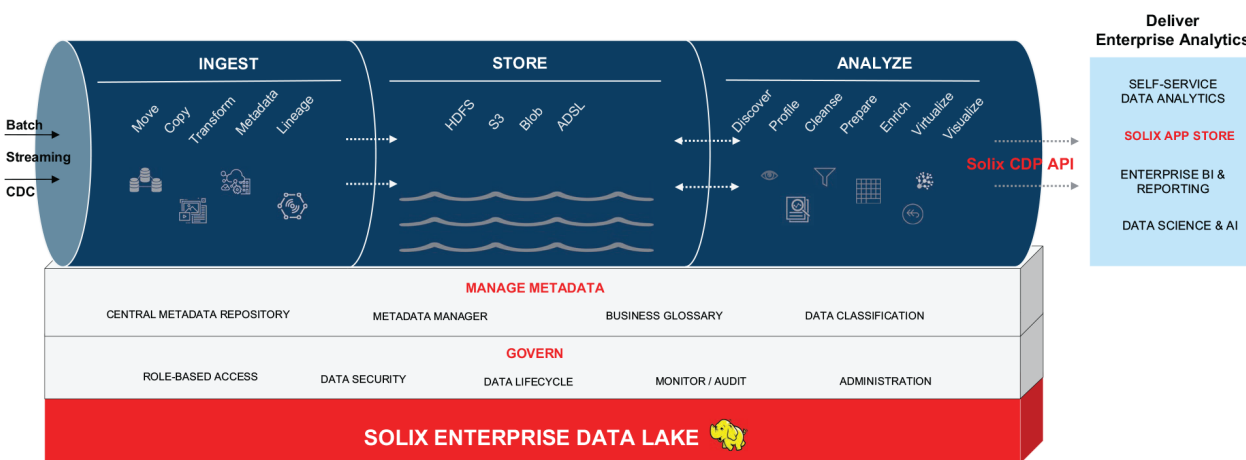 Deliver
Enterprise Analytics
INGEST
STORE
ANALYZE
Move
Copy
Transform
Metadata
Lineage
HDFS
S3
Blob
ADSL
Discover
Profile
Cleanse
Prepare
Enrich
Virtualize
Visualize
Batch
Streaming
CDC
Solix CDP API
SELF-SERVICE
DATA ANALYTICS
SOLIX APP STORE
ENTERPRISE BI &
REPORTING
DATA SCIENCE & AI
MANAGE METADATA
CENTRAL METADATA REPOSITORY
METADATA MANAGER
BUSINESS GLOSSARY
DATA CLASSIFICATION
GOVERN
ROLE-BASED ACCESS
DATA SECURITY
DATA LIFECYCLE
MONITOR / AUDIT
ADMINISTRATION
SOLIX ENTERPRISE DATA LAKE